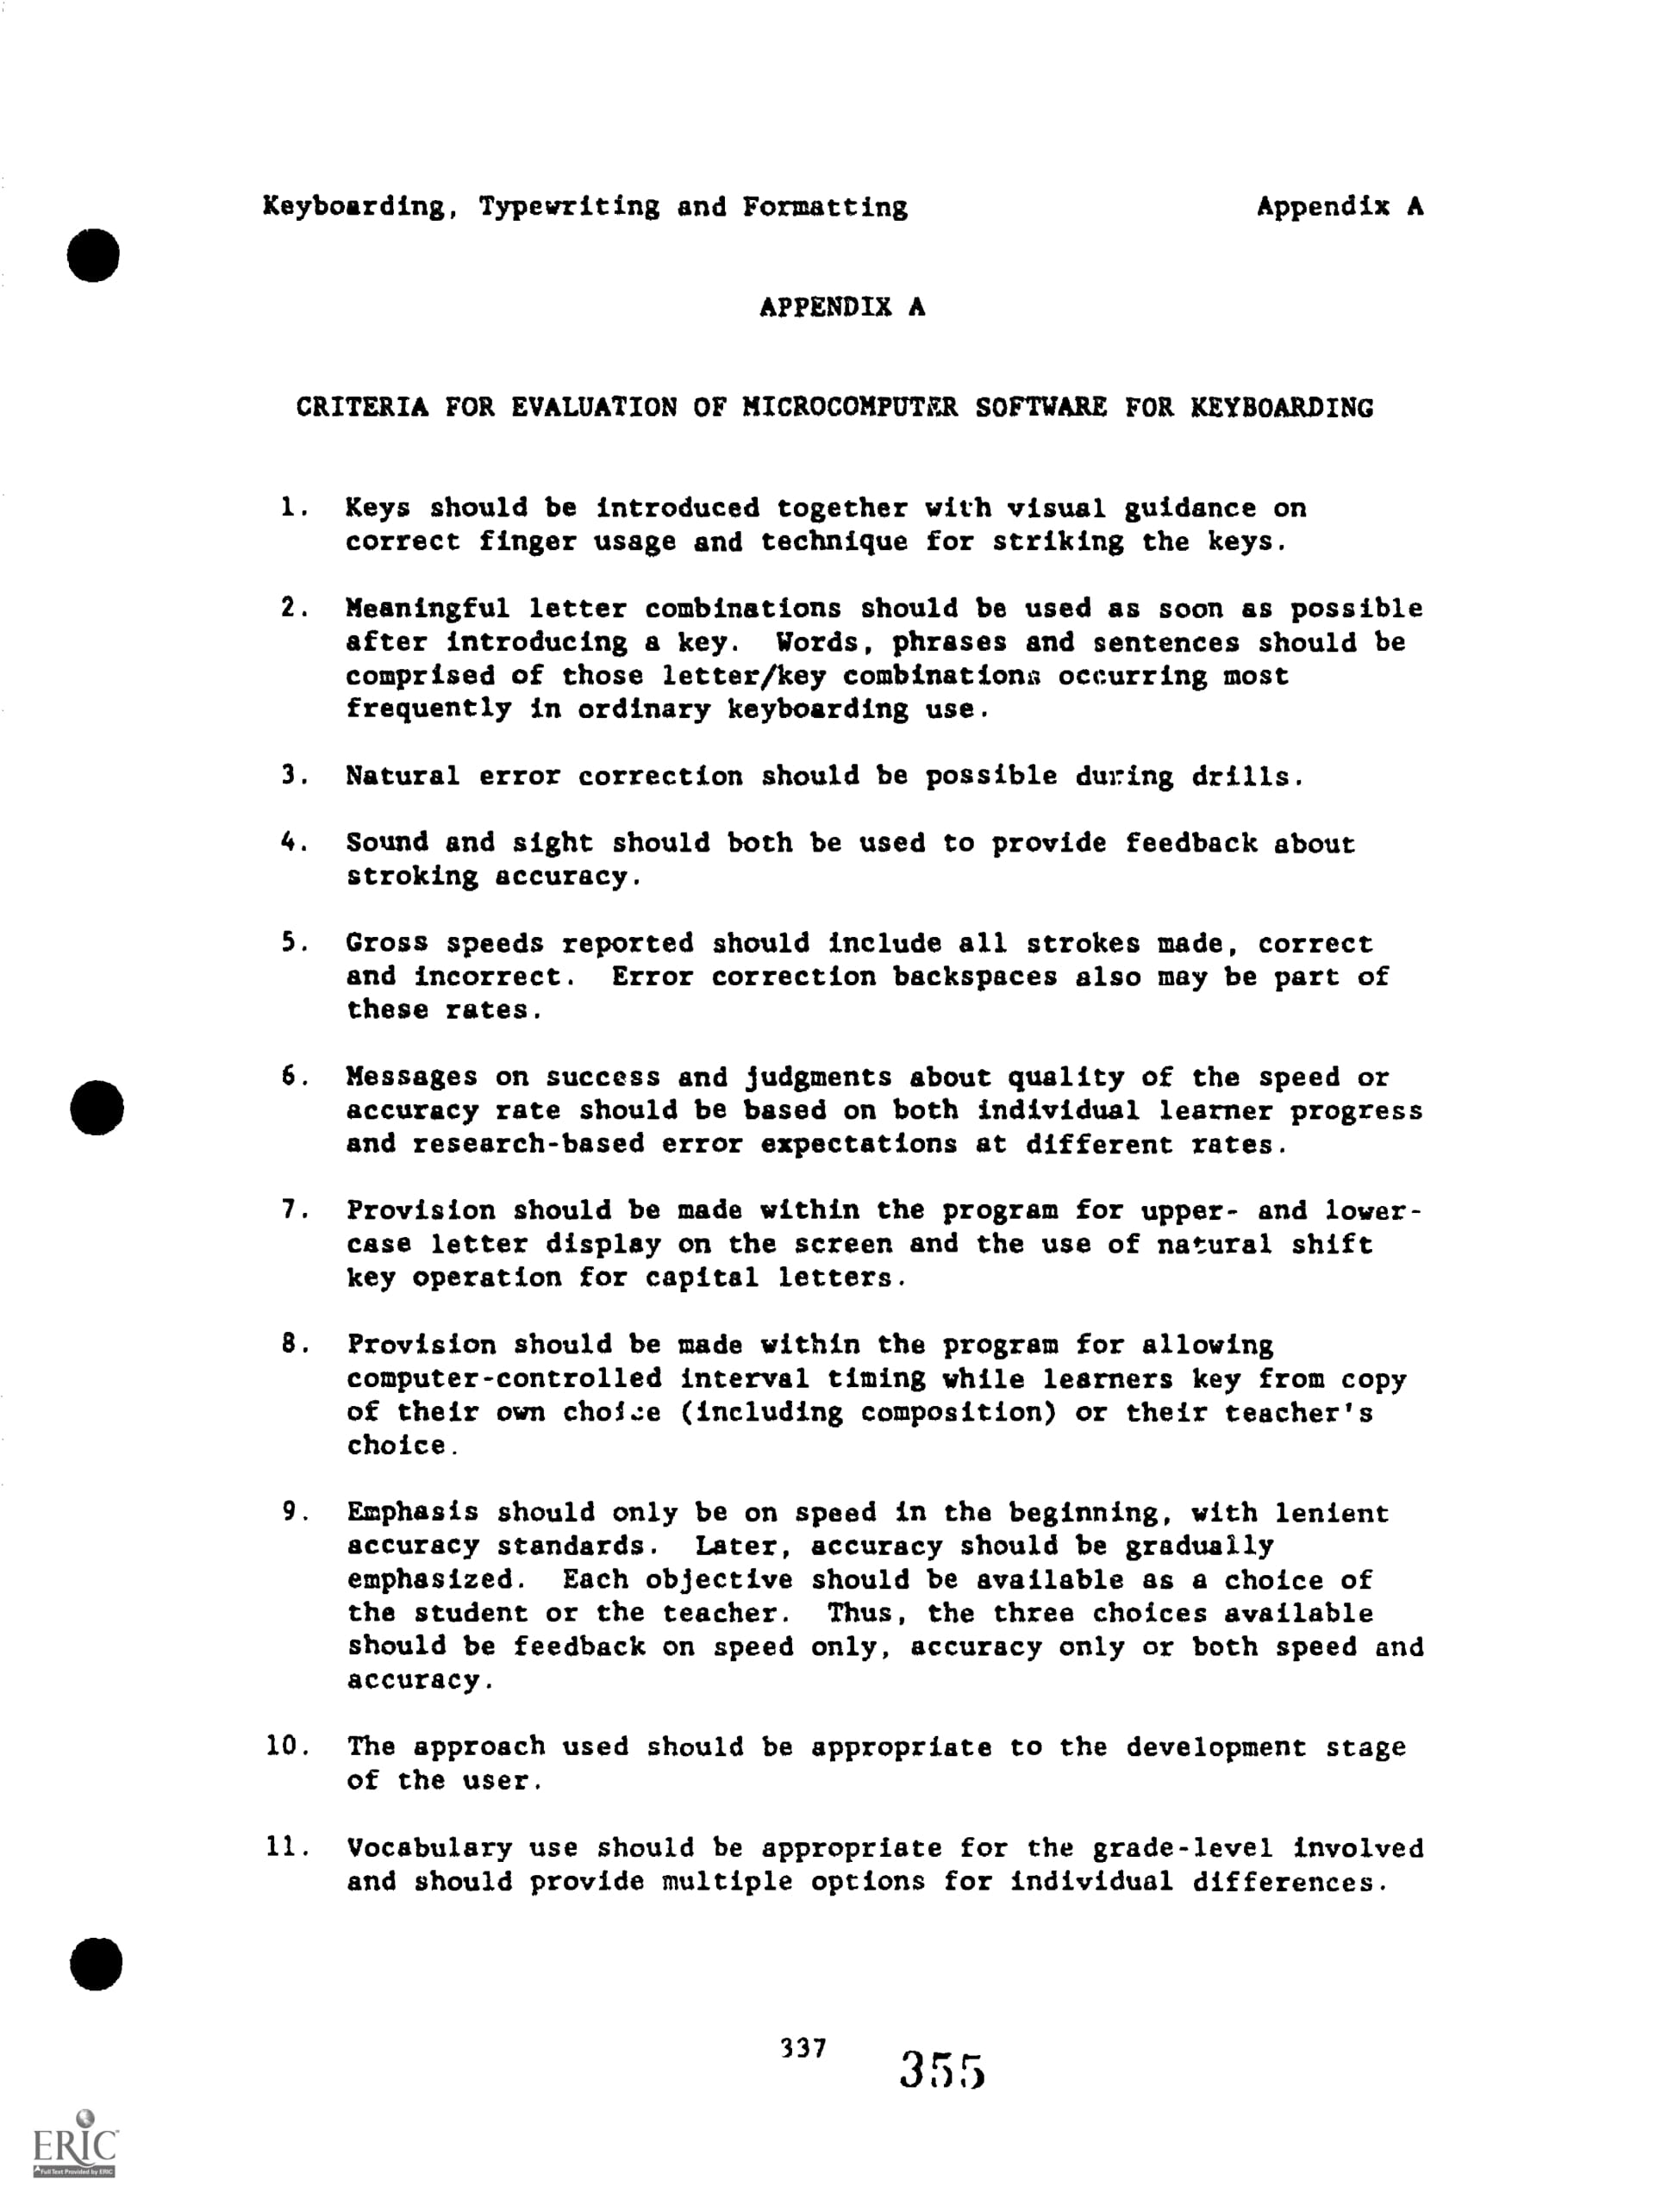 Keyboarding, Typewriting and Formatting Appendix A
APPENDIX A
CRITERIA FOR EVALUATION OF MICROCOMPUTER SOFTWARE FOR KEYBOARDING
1. Keys should be introduced together with visual guidance on
correct finger usage and technique for striking the keys.
2. Meaningful letter combinations should be used as soon as possible
after introducing a key. Words, phrases and sentences should be
comprised of those letter/key combinations occurring most
frequently in ordinary keyboarding use.
3. Natural error correction should be possible during drills.
4. Sound and sight should both be used to provide feedback about
stroking accuracy.
5. Gross speeds reported should include all strokes made, correct
and incorrect. Error correction backspaces also may be part of
these rates.
6. Messages on success and judgments about quality of the speed or
accuracy rate should be based on both individual learner progress
and research-based error expectations at different rates.
7. Provision should be made within the program for upper- and lower-
case letter display on the screen and the use of natural shift
key operation for capital letters.
8. Provision should be made within the program for allowing
computer-controlled interval timing while learners key from copy
of their own choice (including composition) or their teacher's
choice.
9. Emphasis should only be on speed in the beginning, with lenient
accuracy standards. Later, accuracy should be gradually
emphasized. Each objective should be available as a choice of
the student or the teacher. Thus, the three choices available
should be feedback on speed only, accuracy only or both speed and
accuracy.
10. The approach used should be appropriate to the development stage
of the user.
11. Vocabulary use should be appropriate for the grade-level involved
and should provide multiple options for individual differences.
337
355
ERIC
Full Text Provided by ERIC